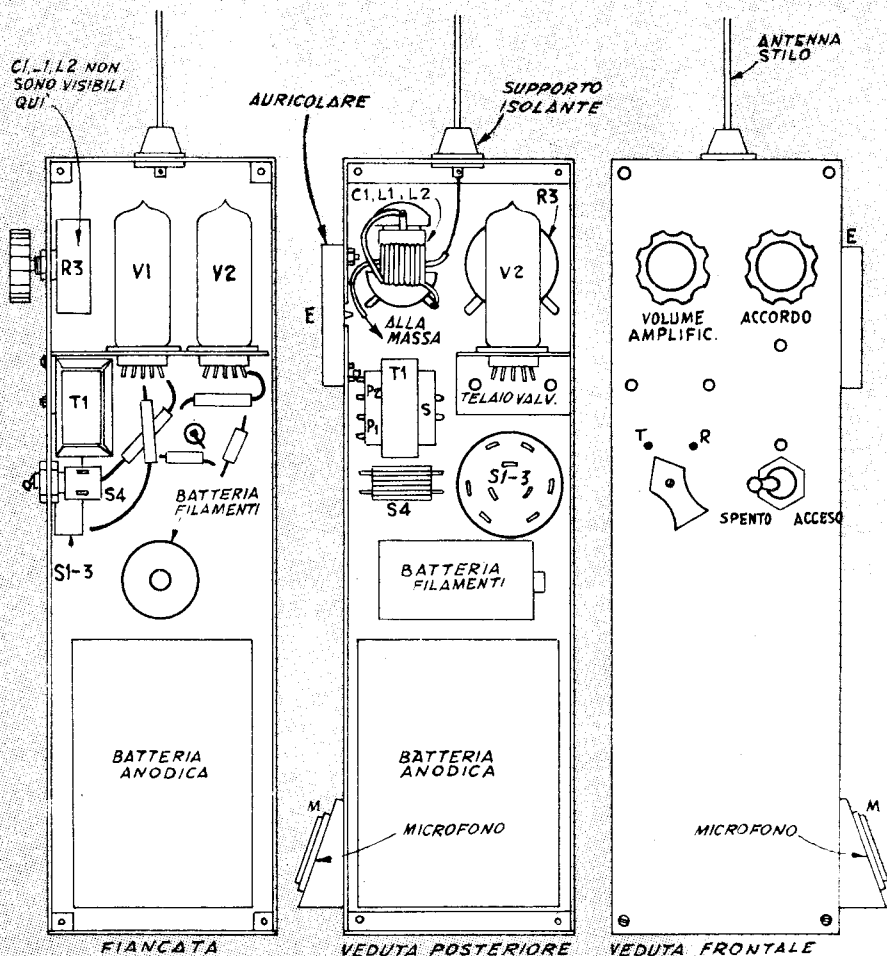 C1,L1,L2 NON
SONO VISIBILI
QUI
AURICOLARE
SUPPORTO
ISOLANTE
ANTENNA
STILO
R3
V1
V2
T1
S4
S1-3
BATTERIA
FILAMENTI
BATTERIA
ANODICA
FIANCATA
C1,L1,L2
R3
V2
E
ALLA
MASSA
T1
P2
P1
S
TELAIO VALV.
S4
S1-3
BATTERIA
FILAMENTI
BATTERIA
ANODICA
M
MICROFONO
VEDUTA POSTERIORE
E
VOLUME
AMPLIFIC.
ACCORDO
T
R
SPENTO
ACCESO
MICROFONO
M
VEDUTA FRONTALE